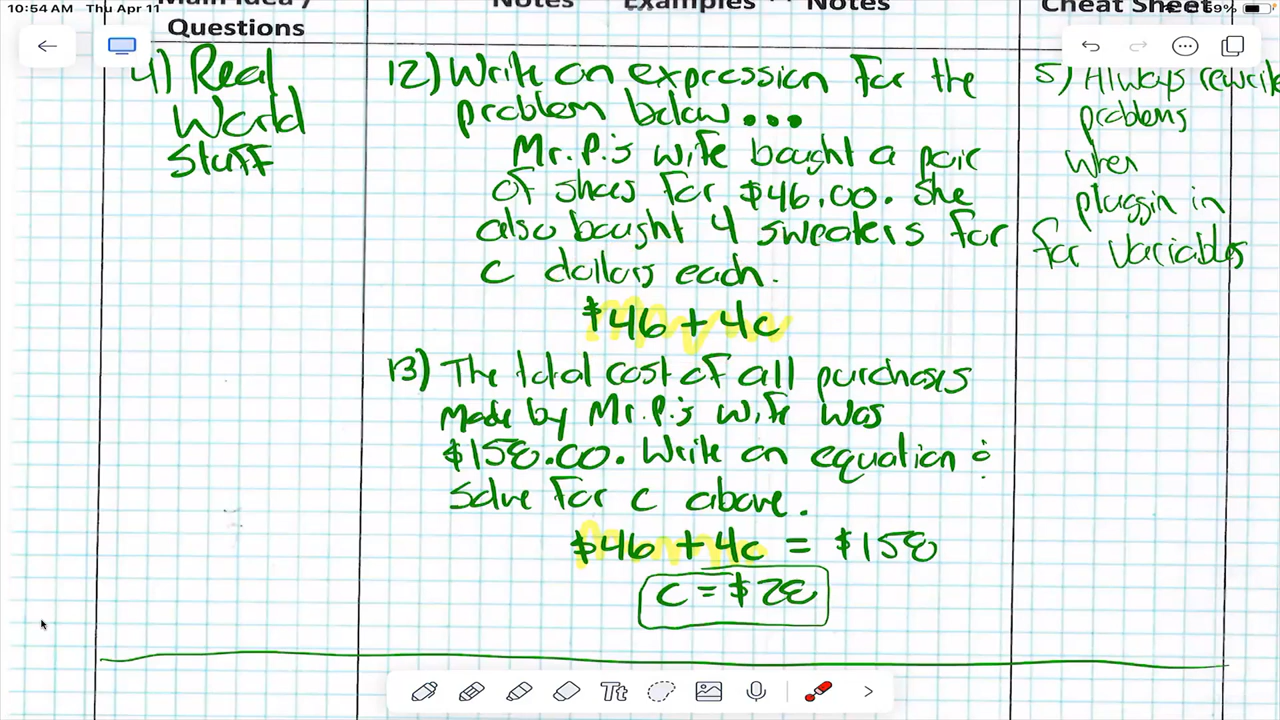 10:54 AM Thu Apr 11
59%
Questions
Notes
Examples
Notes
Cheat Sheet
4) Real
World
Stuff
12) Write an expression for the
problem below...
Mr. P.'s wife bought a pair
of shoes for $46.00. She
also bought 4 sweaters for
c dollars each.
$46 + 4c
13) The total cost of all purchases
made by Mr. P.'s wife was
$158.00. Write an equation &
solve for c above.
$46 + 4c = $158
c = $28
5) Always rewrite
problems
when
pluggin in
for variables
Tt